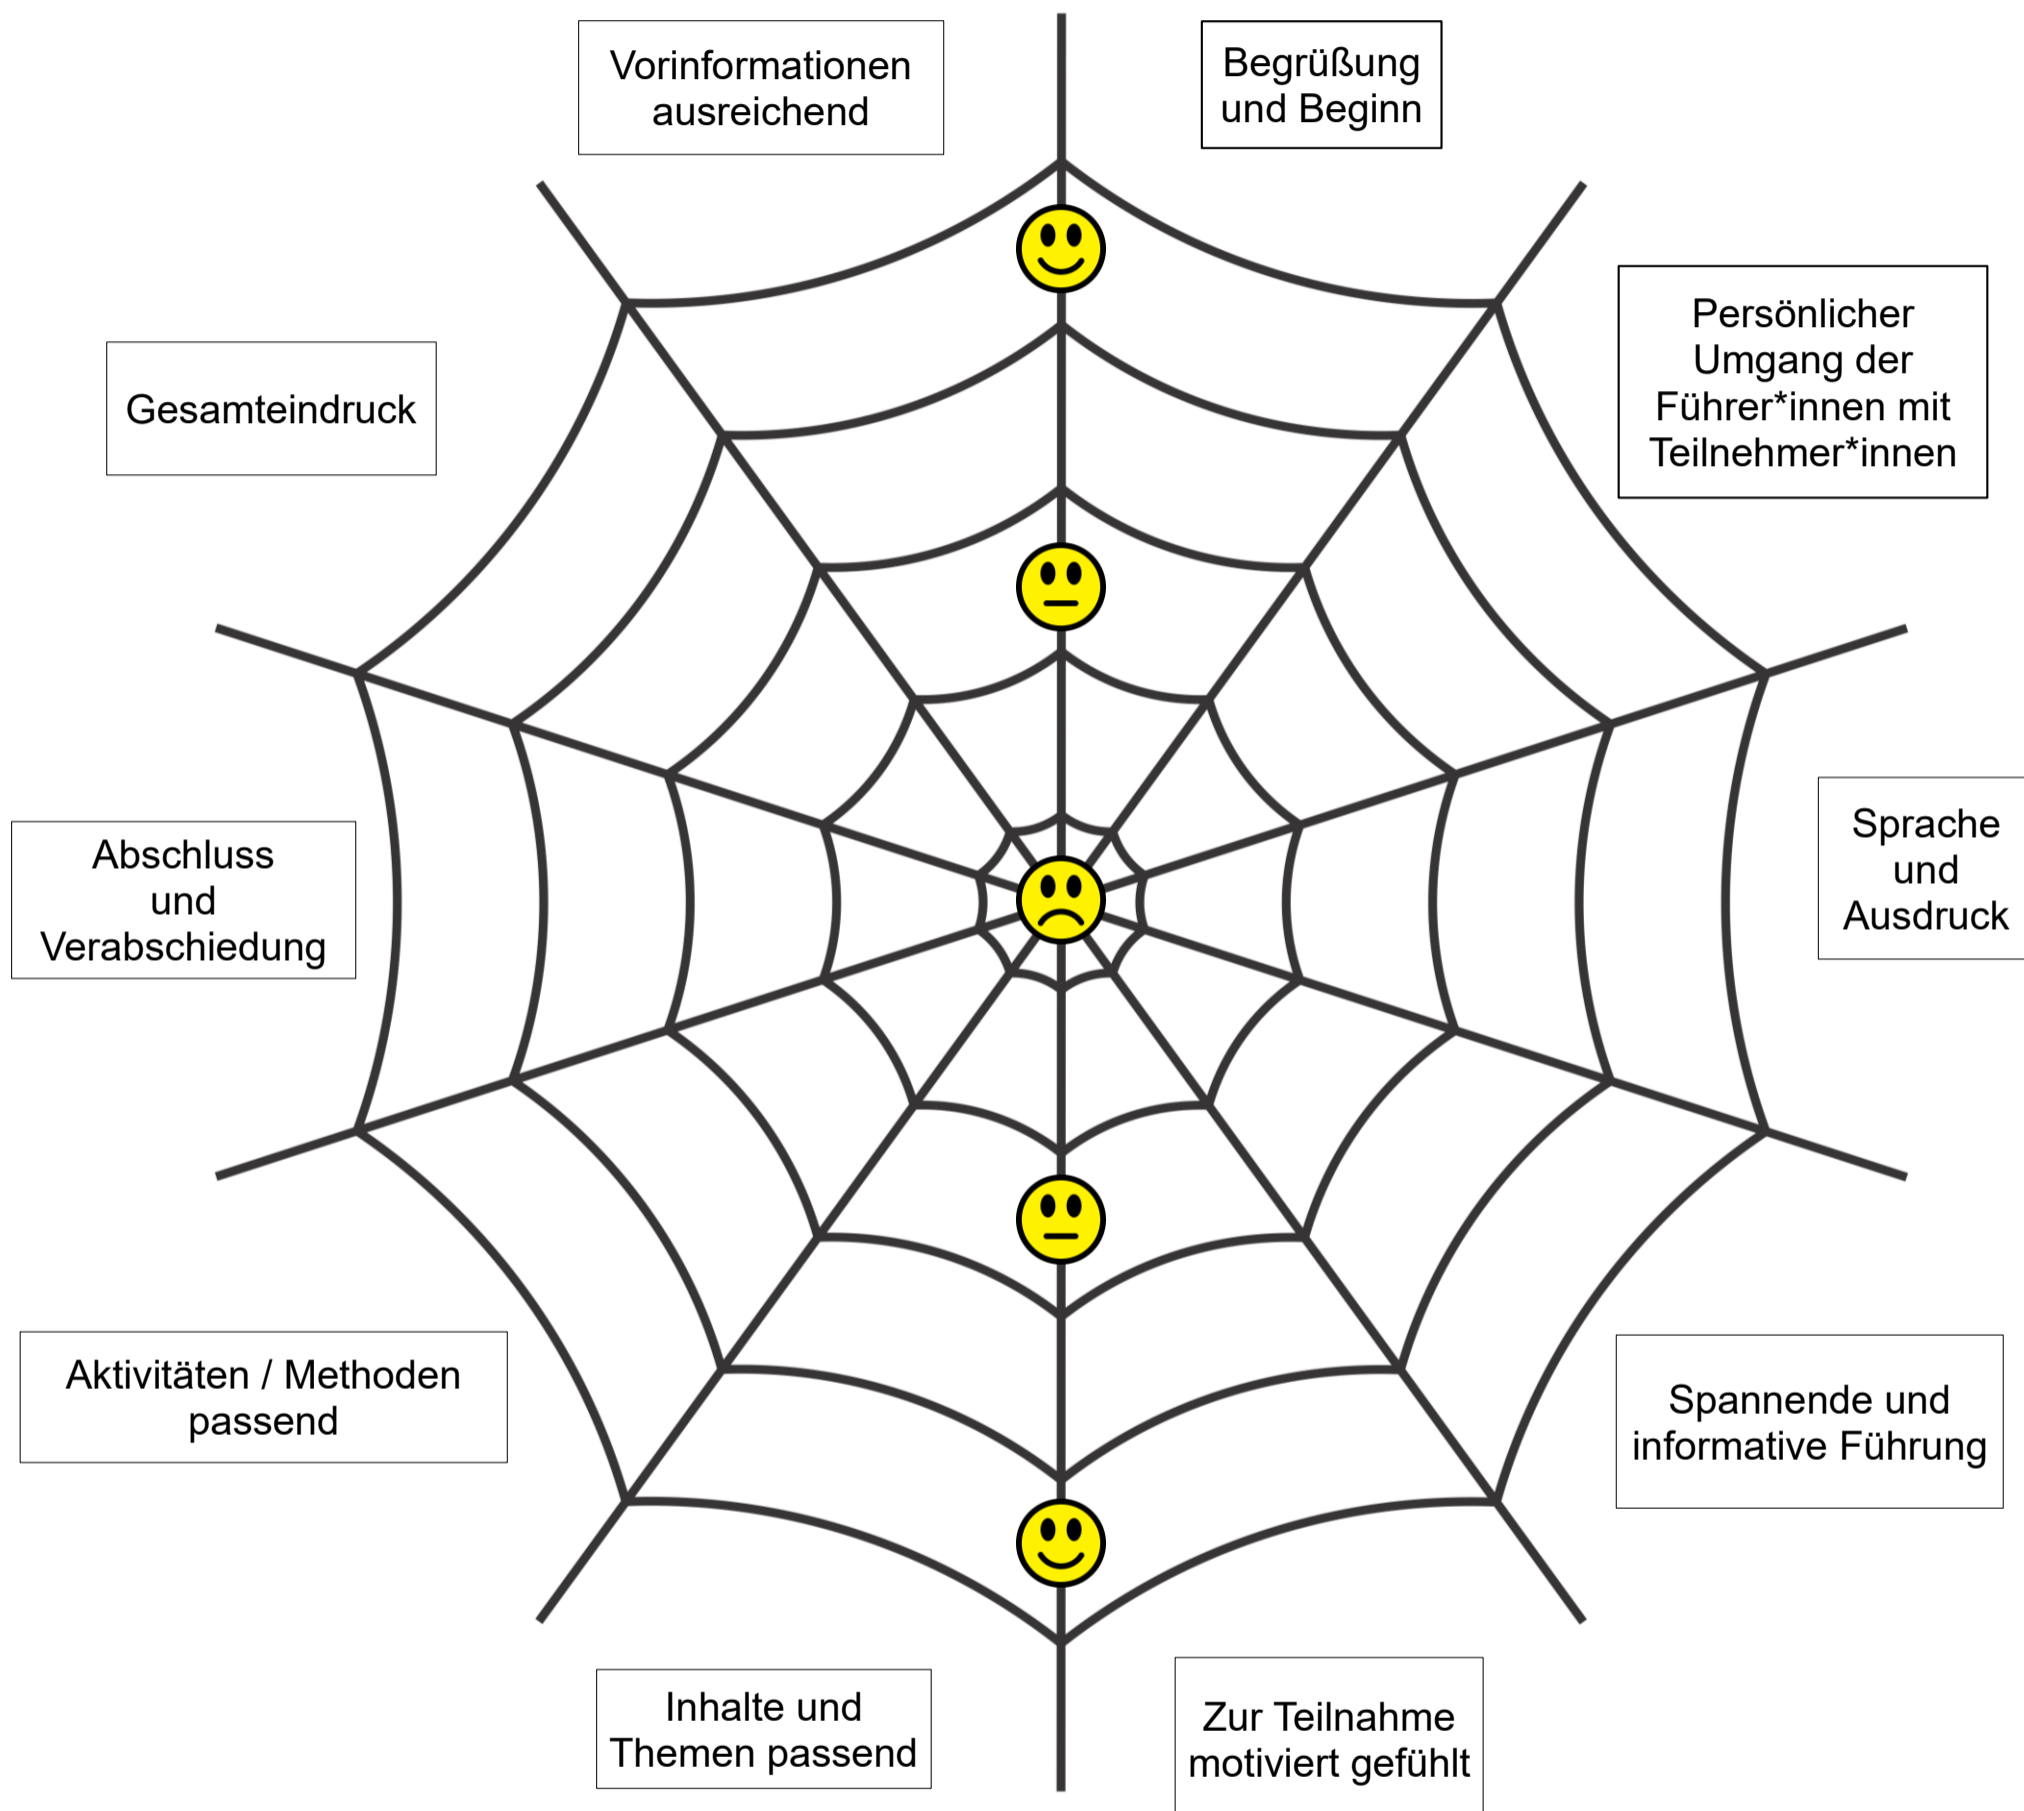 Vorinformationen
ausreichend
Begrüßung
und Beginn
Persönlicher
Umgang der
Führer*innen mit
Teilnehmer*innen
Gesamteindruck
Sprache
und
Ausdruck
Abschluss
und
Verabschiedung
Aktivitäten / Methoden
passend
Spannende und
informative Führung
Inhalte und
Themen passend
Zur Teilnahme
motiviert gefühlt